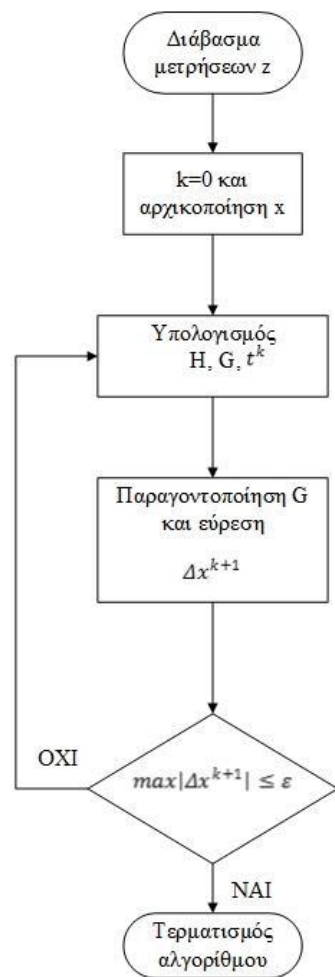 Διάβασμα
μετρήσεων z
k=0 και
αρχικοποίηση x
Υπολογισμός
H, G, t^k
Παραγοντοποίηση G
και εύρεση
Δx^{k+1}
max|Δx^{k+1}| ≤ ε
ΟΧΙ
ΝΑΙ
Τερματισμός
αλγορίθμου